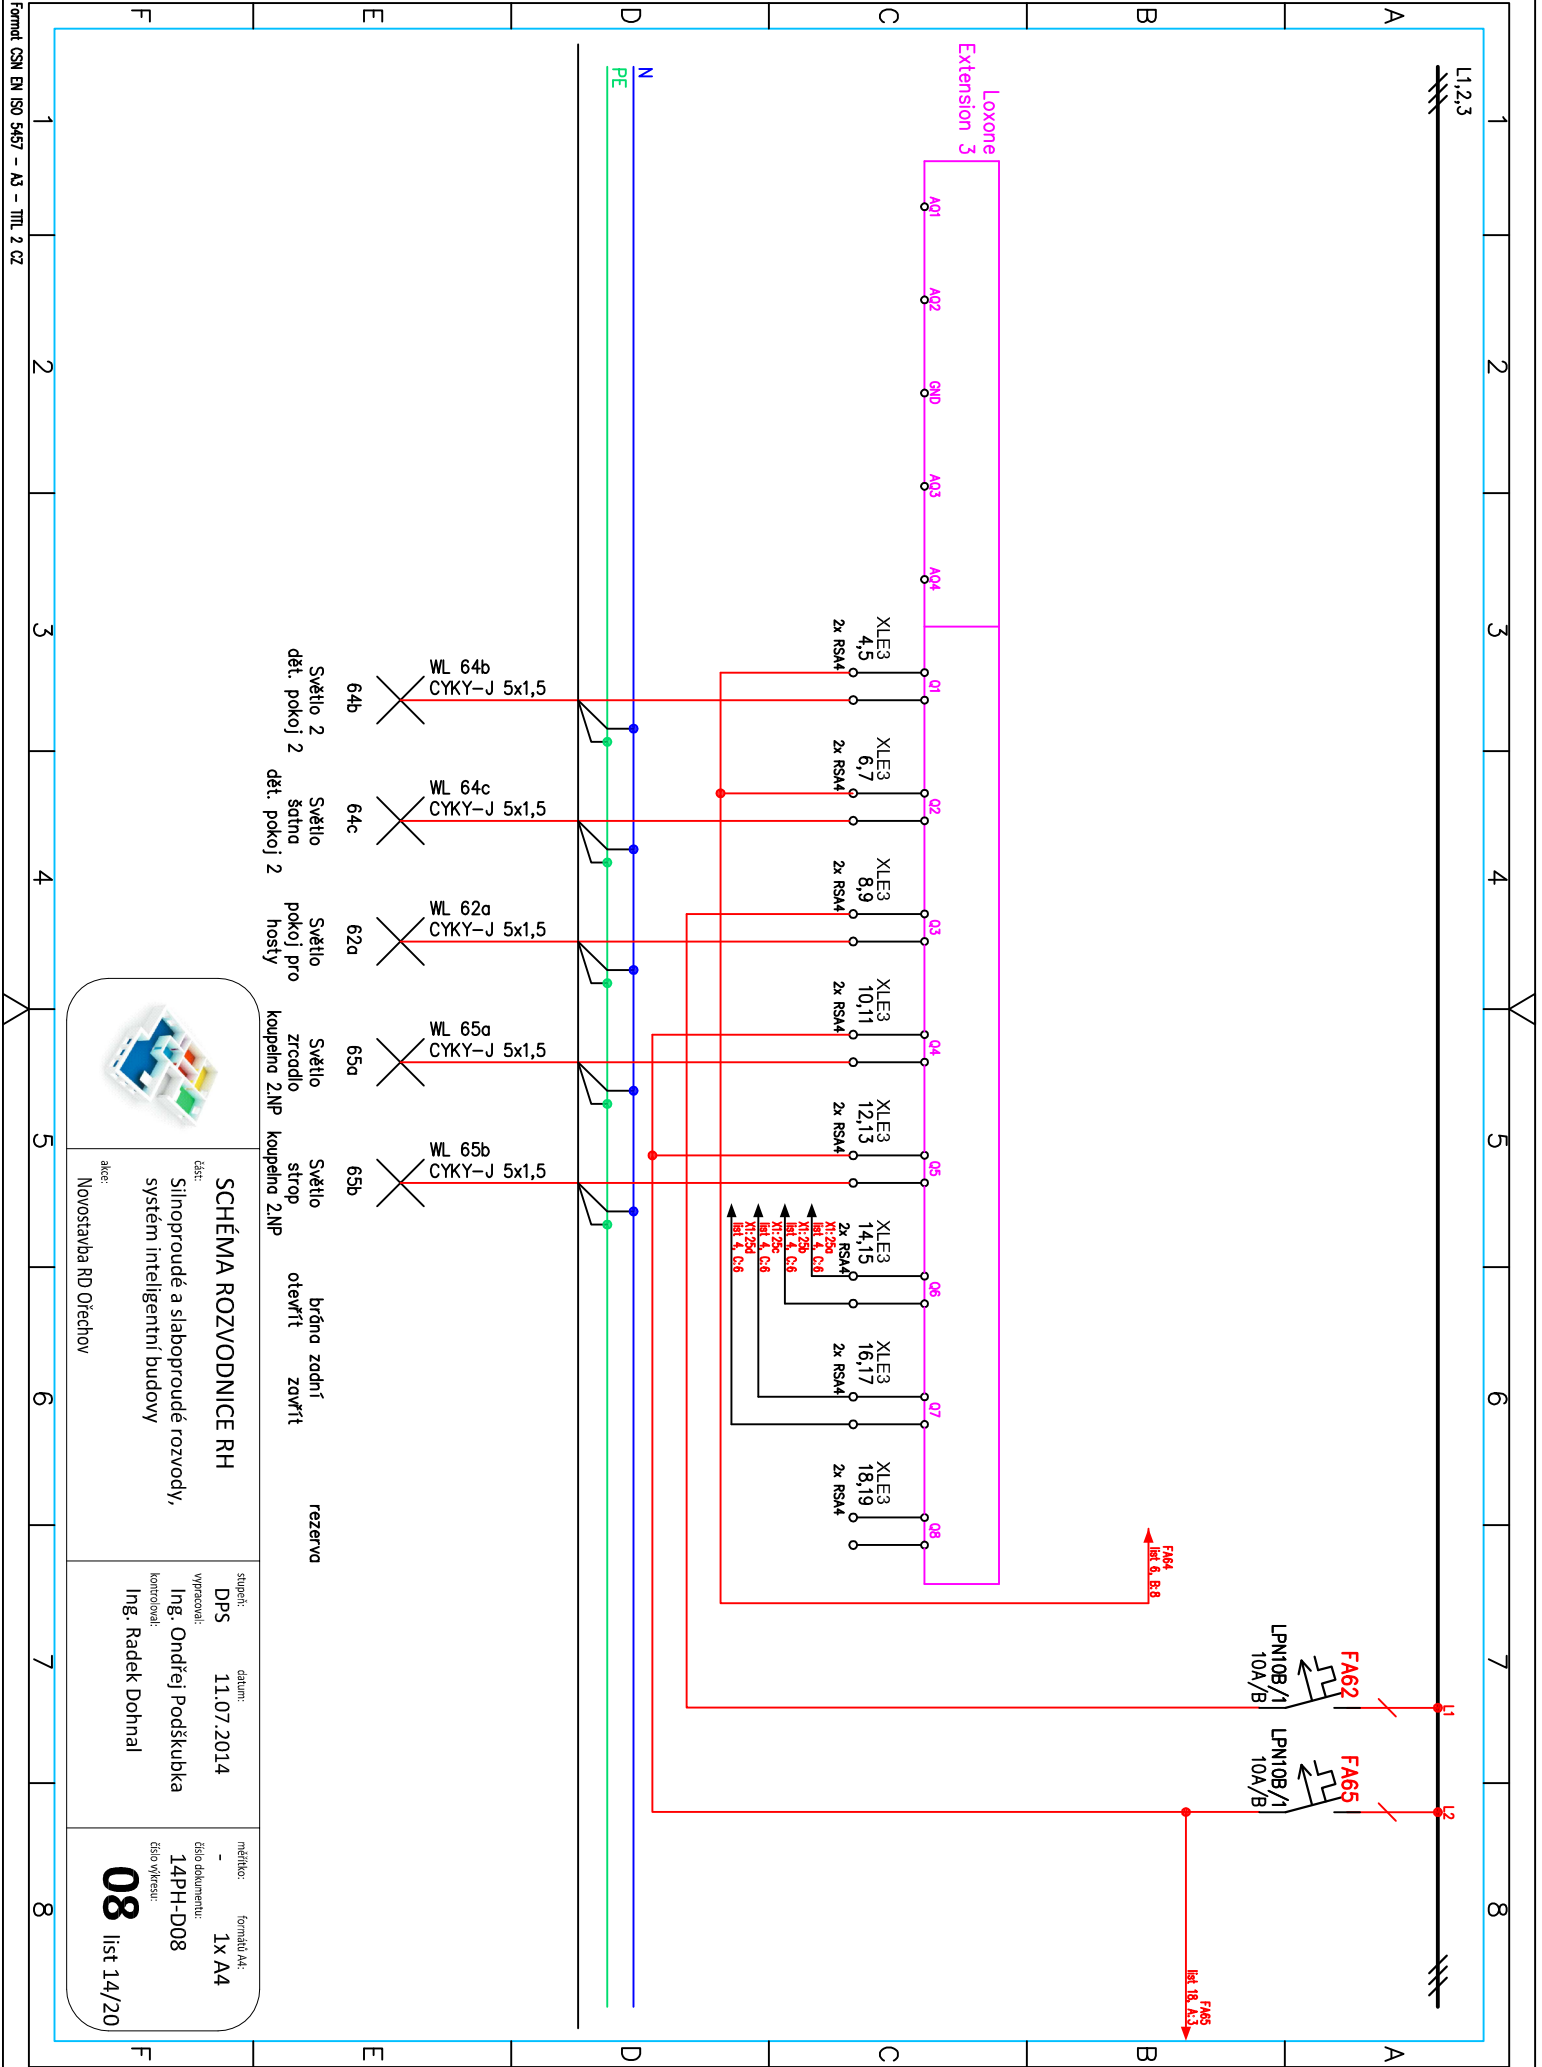 1
2
3
4
5
6
7
8
A
B
C
D
E
F
L1,2,3
L1
L2
FA62
LPN10B/1
10A/B
FA65
LPN10B/1
10A/B
FA64
list 6, B:8
FA65
list 18, A:3
Loxone
Extension 3
AQ1
AQ2
GND
AQ3
AQ4
Q1
Q2
Q3
Q4
Q5
Q6
Q7
Q8
XLE3
4,5
2x RSA4
XLE3
6,7
2x RSA4
XLE3
8,9
2x RSA4
XLE3
10,11
2x RSA4
XLE3
12,13
2x RSA4
XLE3
14,15
2x RSA4
XLE3
16,17
2x RSA4
XLE3
18,19
2x RSA4
X1:25a
list 4, C:6
X1:25b
list 4, C:6
X1:25c
list 4, C:6
X1:25d
list 4, C:6
N
PE
WL 64b
CYKY-J 5x1,5
WL 64c
CYKY-J 5x1,5
WL 62a
CYKY-J 5x1,5
WL 65a
CYKY-J 5x1,5
WL 65b
CYKY-J 5x1,5
64b
Světlo 2
dět. pokoj 2
64c
Světlo
šatna
dět. pokoj 2
62a
Světlo
pokoj pro
hosty
65a
Světlo
zrcadlo
koupelna 2.NP
65b
Světlo
strop
koupelna 2.NP
brána zadní
otevřít
zavřít
rezerva
SCHÉMA ROZVODNICE RH
část:
Silnoproudé a slaboproudé rozvody,
systém inteligentní budovy
akce:
Novostavba RD Ořechov
stupeň:
DPS
datum:
11.07.2014
vypracoval:
Ing. Ondřej Podškubka
kontroloval:
Ing. Radek Dohnal
měřítko:
-
formátů A4:
1x A4
číslo dokumentu:
14PH-D08
číslo výkresu:
08 list 14/20
1
2
3
4
5
6
7
8
A
B
C
D
E
F
Formát CSN EN ISO 5457 - A3 - TITL 2 CZ